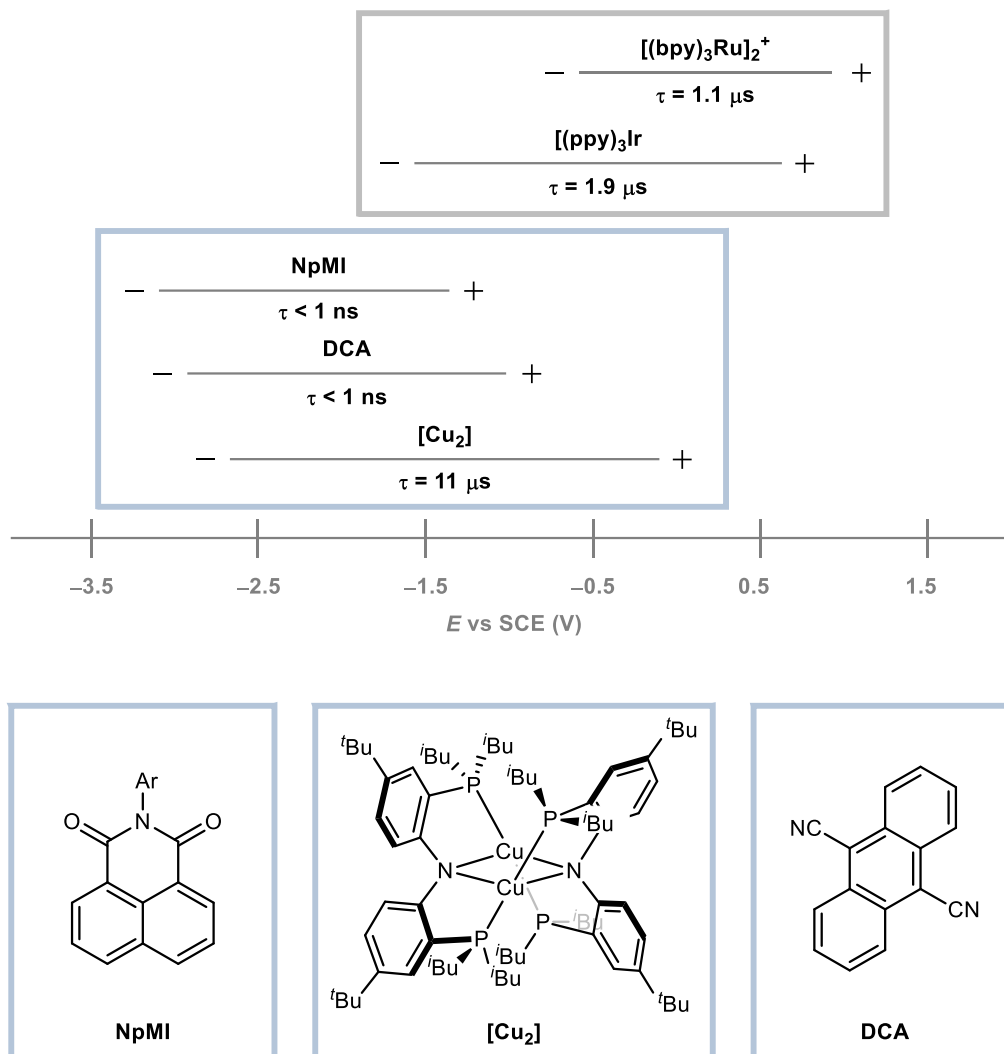 [(bpy)₃Ru]₂⁺
− +
τ = 1.1 μs
[(ppy)₃Ir
− +
τ = 1.9 μs
NpMI
− +
τ < 1 ns
DCA
− +
τ < 1 ns
[Cu₂]
− +
τ = 11 μs
–3.5 –2.5 –1.5 –0.5 0.5 1.5
E vs SCE (V)
Ar
O N O
NpMI
ᵗBu ᵗBu
ⁱBu ⁱBu ⁱBu
P P ⁱBu
Cu
N Cu N
P P ⁱBu
ⁱBu ⁱBu ⁱBu ⁱBu
ᵗBu ᵗBu
[Cu₂]
NC
CN
DCA